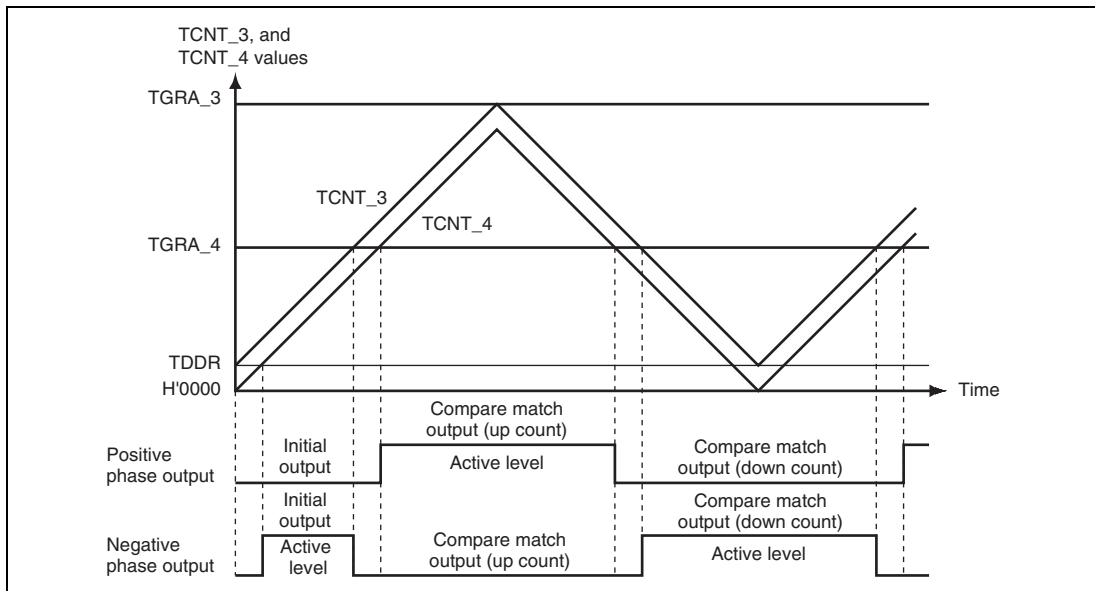 TCNT_3, and
TCNT_4 values
TGRA_3
TCNT_3
TCNT_4
TGRA_4
TDDR
H'0000
Time
Positive
phase output
Initial
output
Compare match
output (up count)
Active level
Compare match
output (down count)
Negative
phase output
Initial
output
Active
level
Compare match
output (up count)
Compare match
output (down count)
Active level